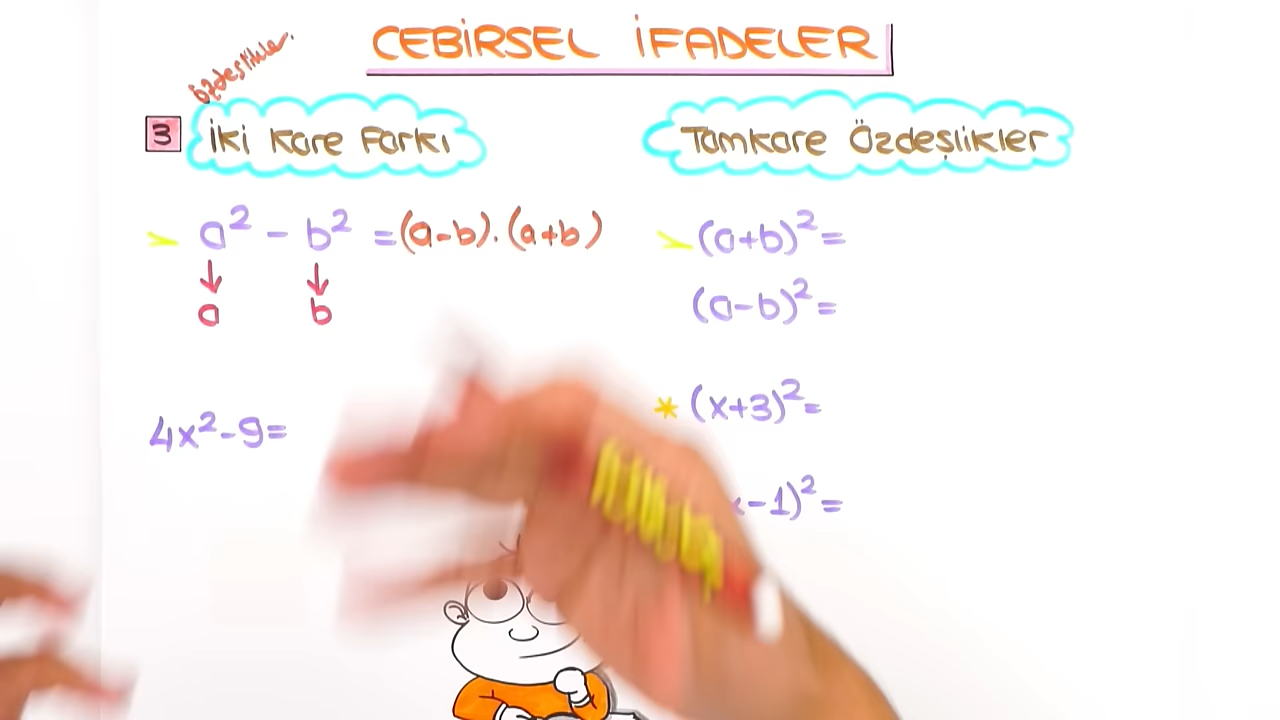 CEBİRSEL İFADELER
özdeşlikler.
3 İki Kare Farkı
a² - b² = (a-b).(a+b)
a b
4x²-9=
Tamkare Özdeşlikler
(a+b)²=
(a-b)²=
* (x+3)²=
x-1)²=